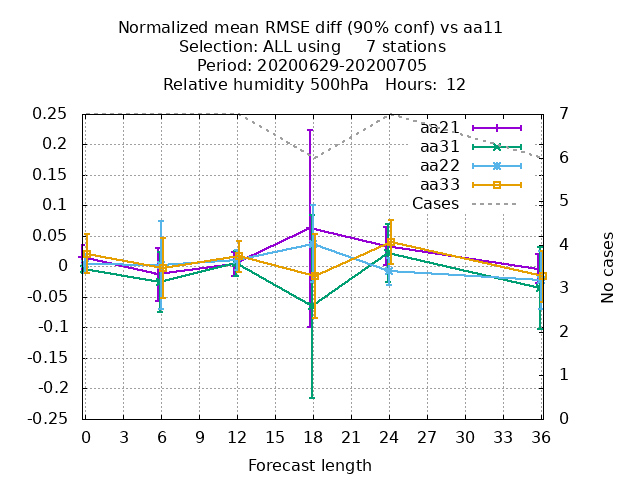 Normalized mean RMSE diff (90% conf) vs aa11
Selection: ALL using     7 stations
Period: 20200629-20200705
Relative humidity 500hPa   Hours:  12
0.25
0.2
0.15
0.1
0.05
0
-0.05
-0.1
-0.15
-0.2
-0.25
aa21
aa31
aa22
aa33
Cases
7
6
5
4
3
2
1
0
No cases
0 3 6 9 12 15 18 21 24 27 30 33 36
Forecast length